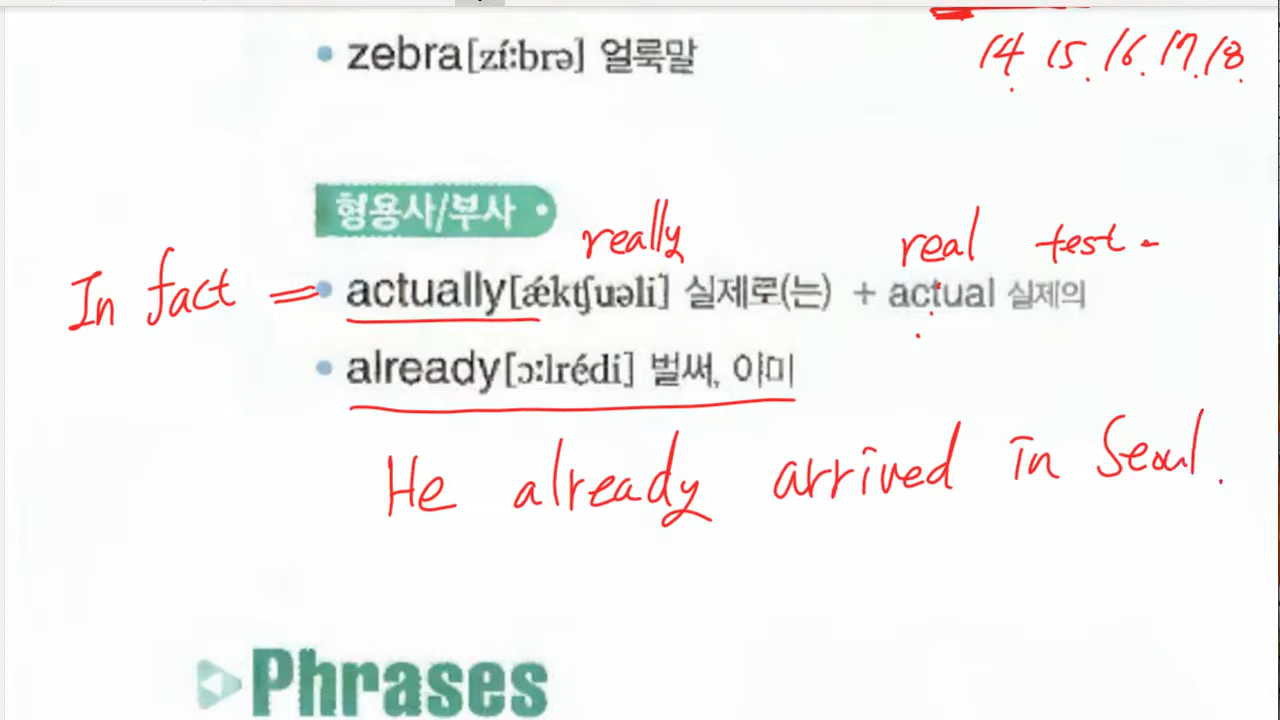 14 15 16 17 18
zebra[zíːbrə] 얼룩말
형용사/부사
really real test
In fact = actually[ǽktʃuəli] 실제로(는) + actual 실제의
already[ɔːlrédi] 벌써, 이미
He already arrived in Seoul.
Phrases